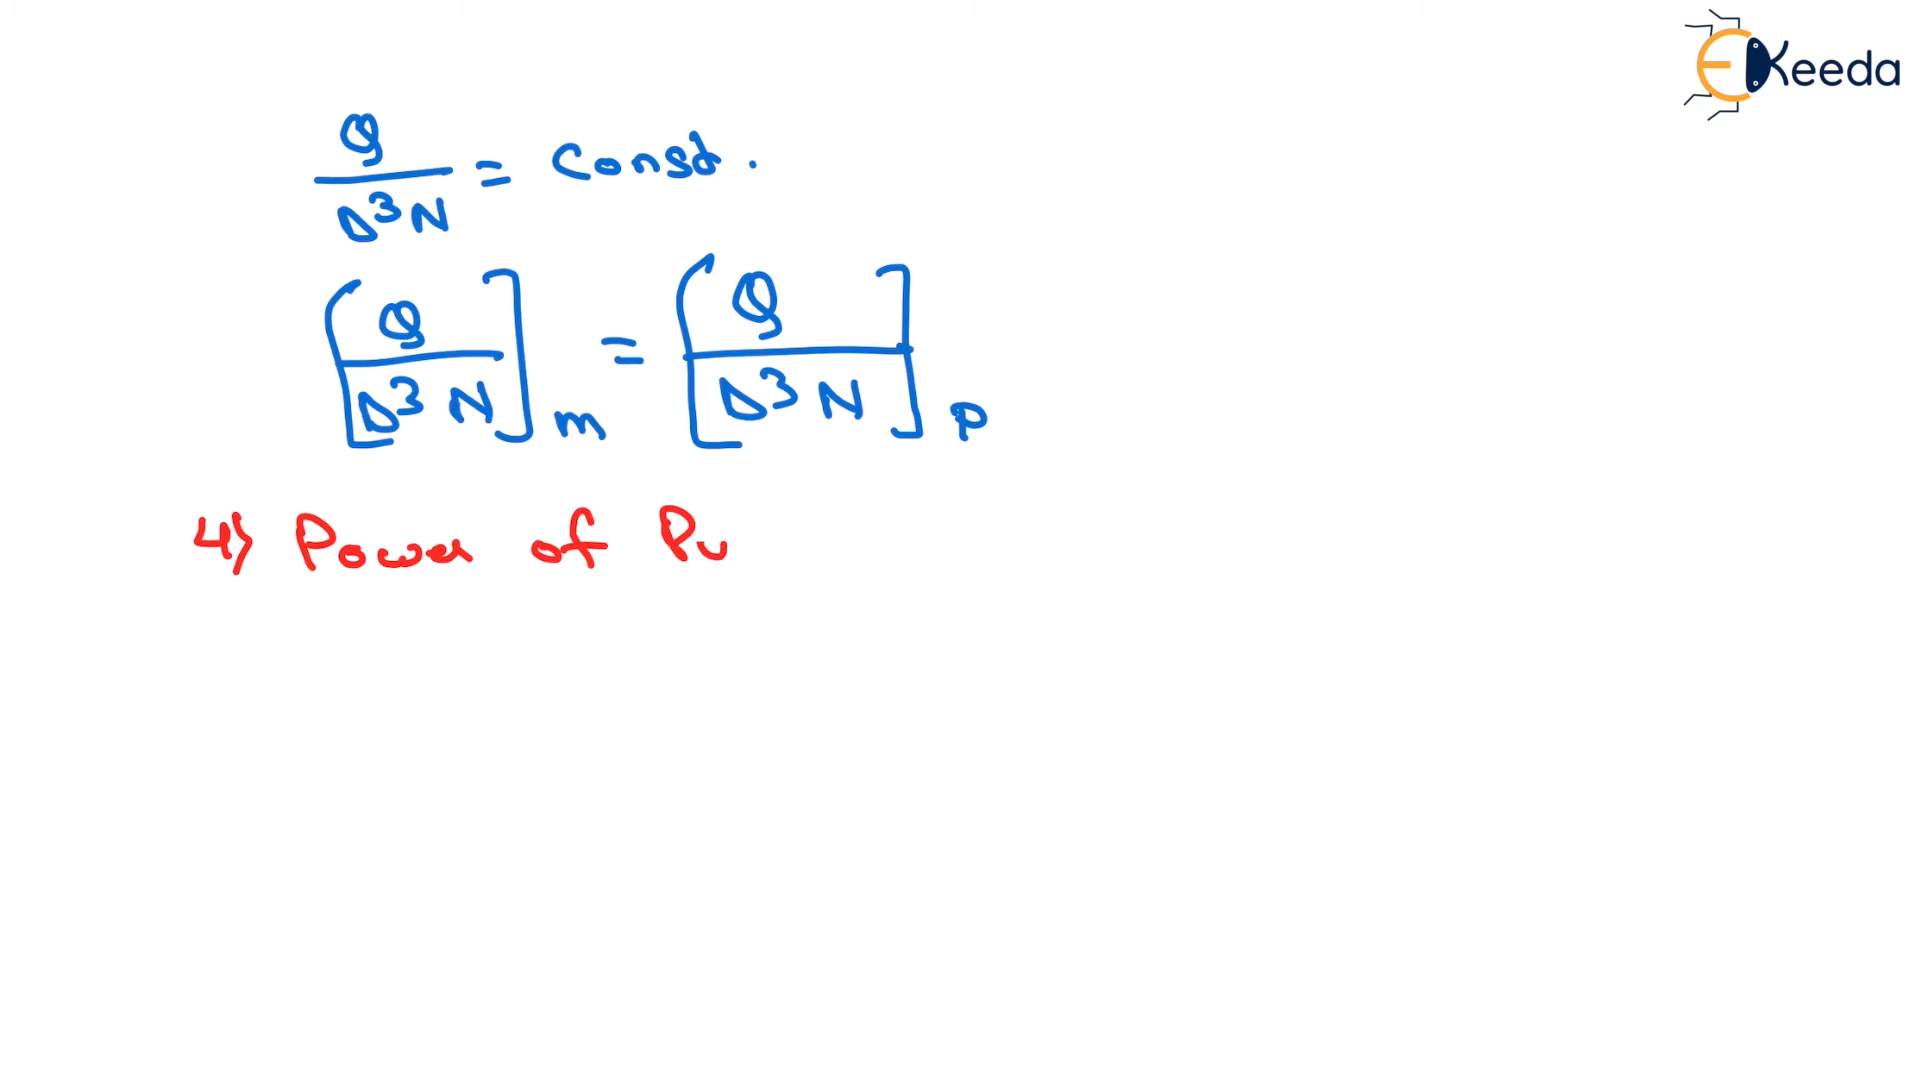 EKeeda
Q / D³N = Const.
[Q / D³N]m = [Q / D³N]p
4) Power of Pu